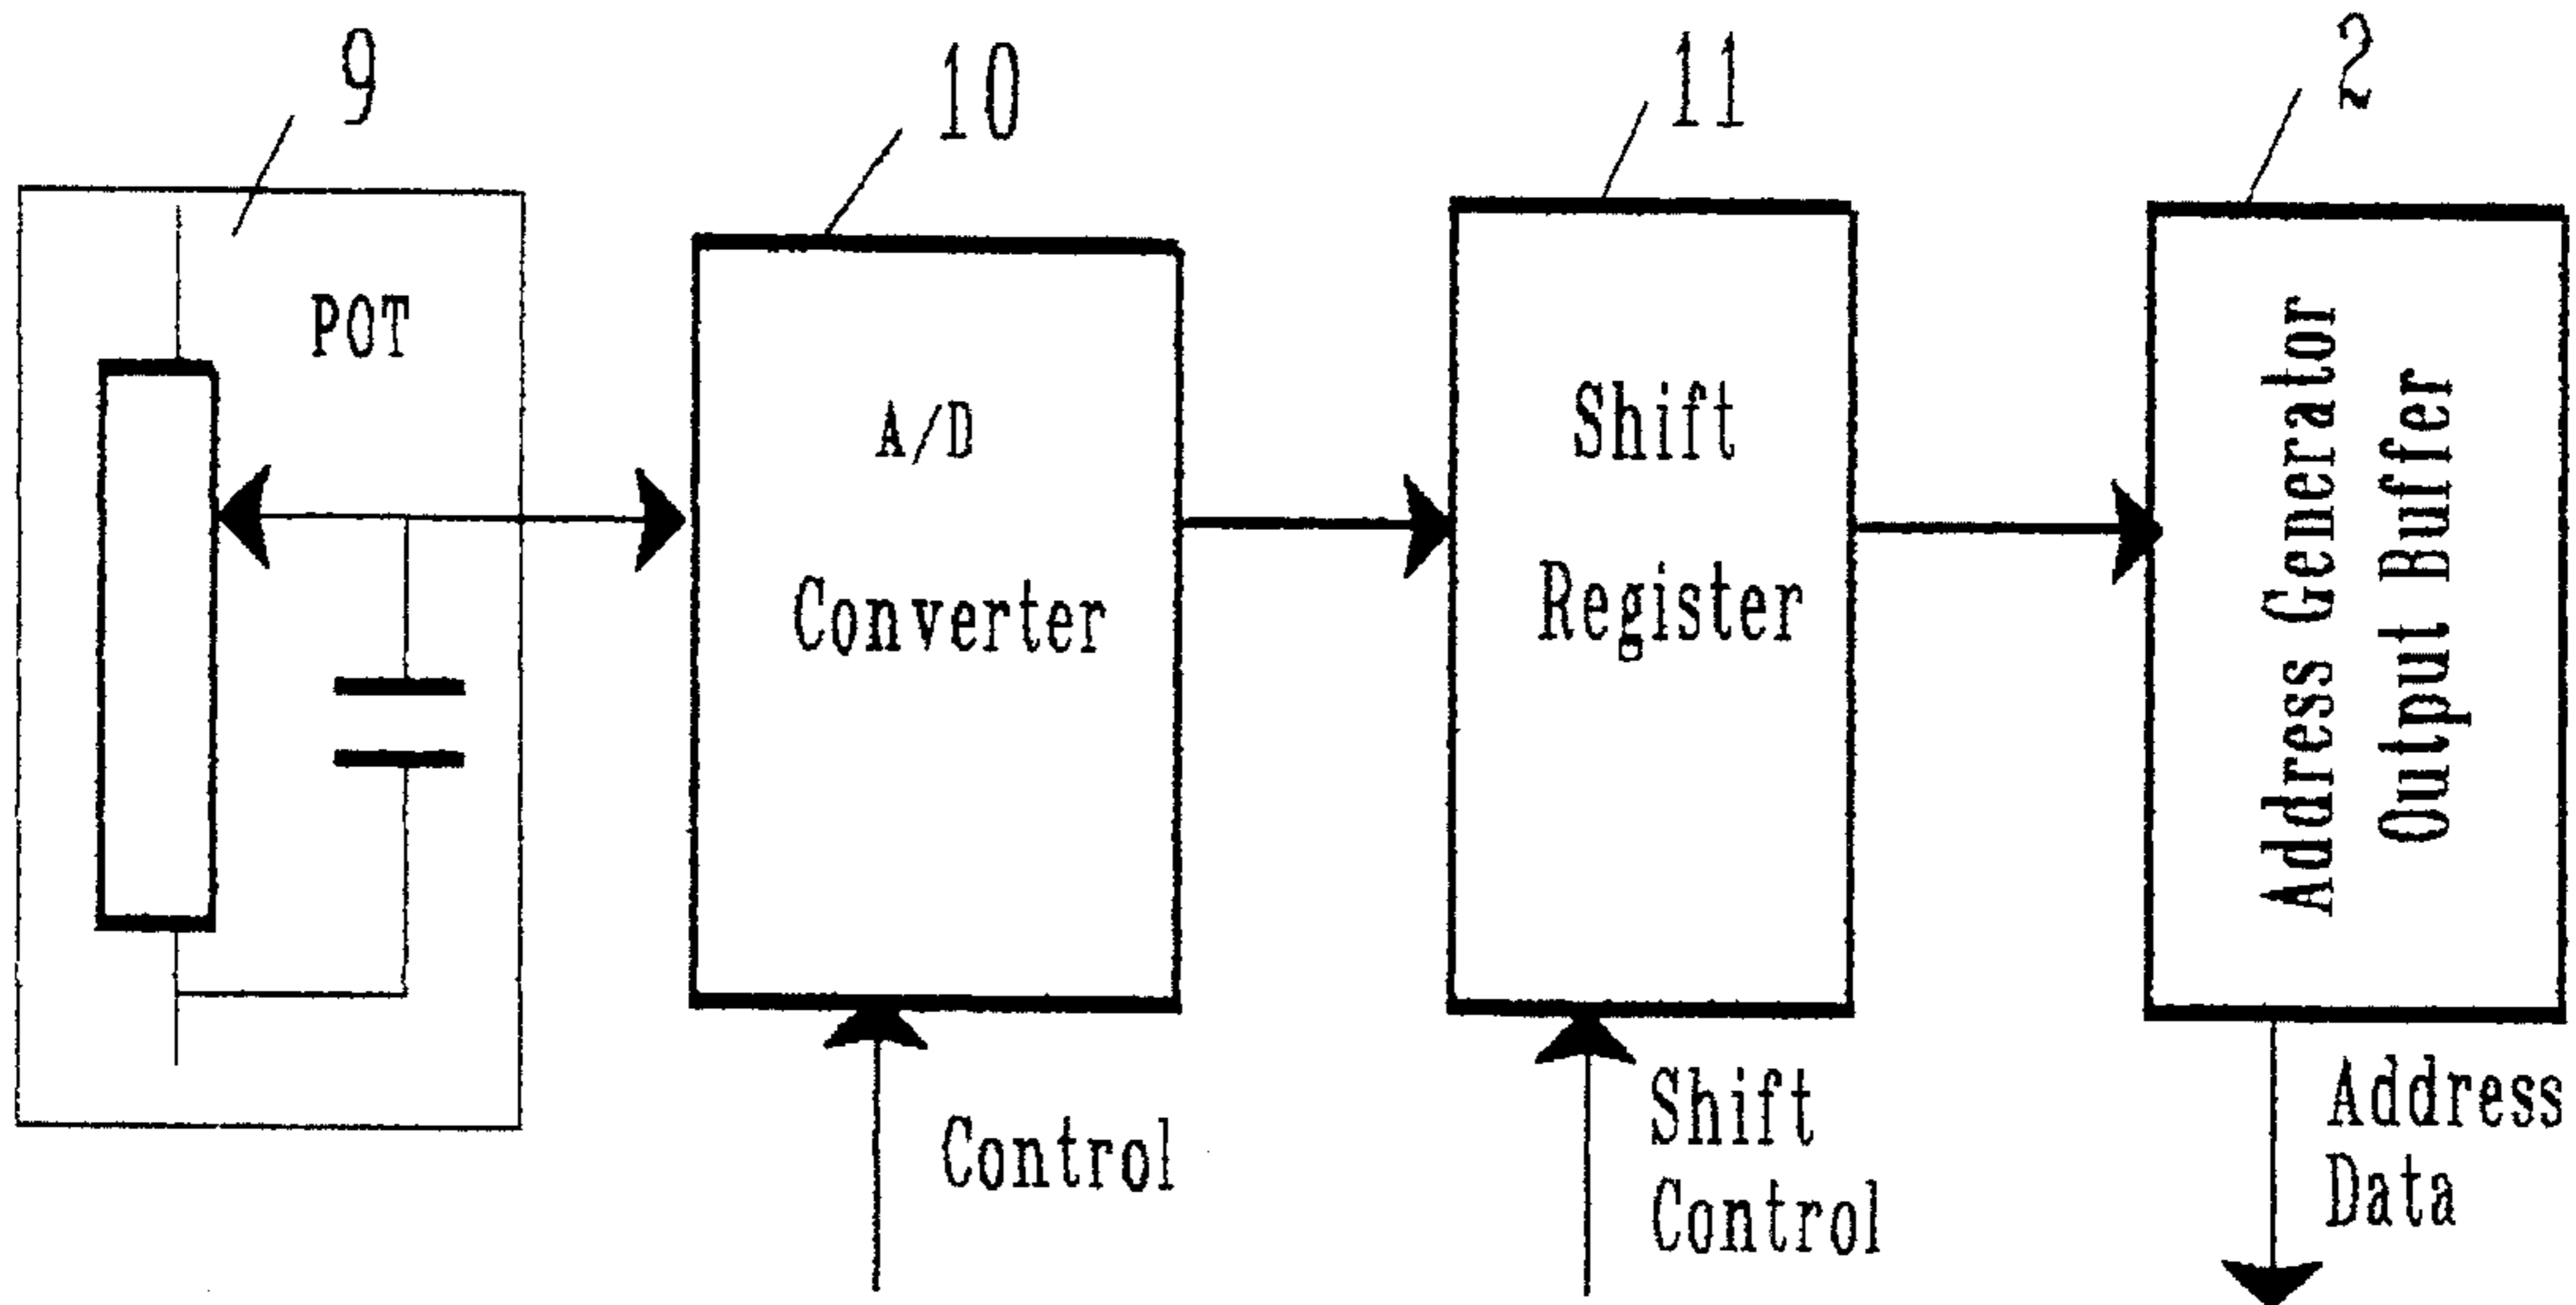 9
10
11
2
POT
A/D
Converter
Shift
Register
Address Generator
Output Buffer
Control
Shift
Control
Address
Data